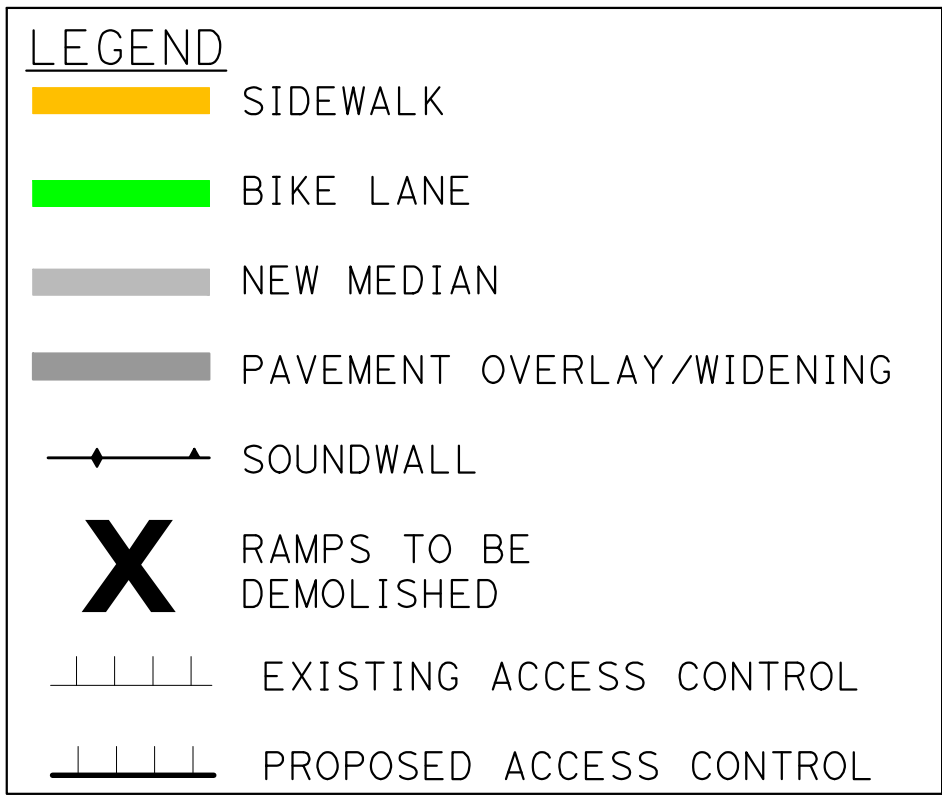 LEGEND
SIDEWALK
BIKE LANE
NEW MEDIAN
PAVEMENT OVERLAY/WIDENING
SOUNDWALL
X
RAMPS TO BE
DEMOLISHED
EXISTING ACCESS CONTROL
PROPOSED ACCESS CONTROL